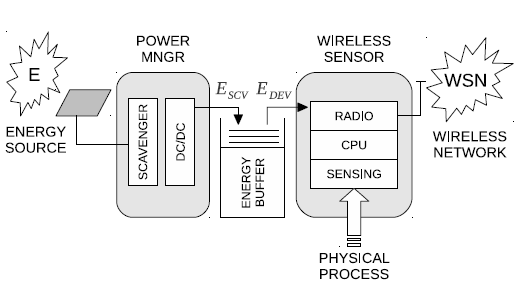 POWER
MNGR
WIRELESS
SENSOR
E
ENERGY
SOURCE
SCAVENGER
DC/DC
E_SCV
E_DEV
ENERGY
BUFFER
RADIO
CPU
SENSING
WSN
WIRELESS
NETWORK
PHYSICAL
PROCESS